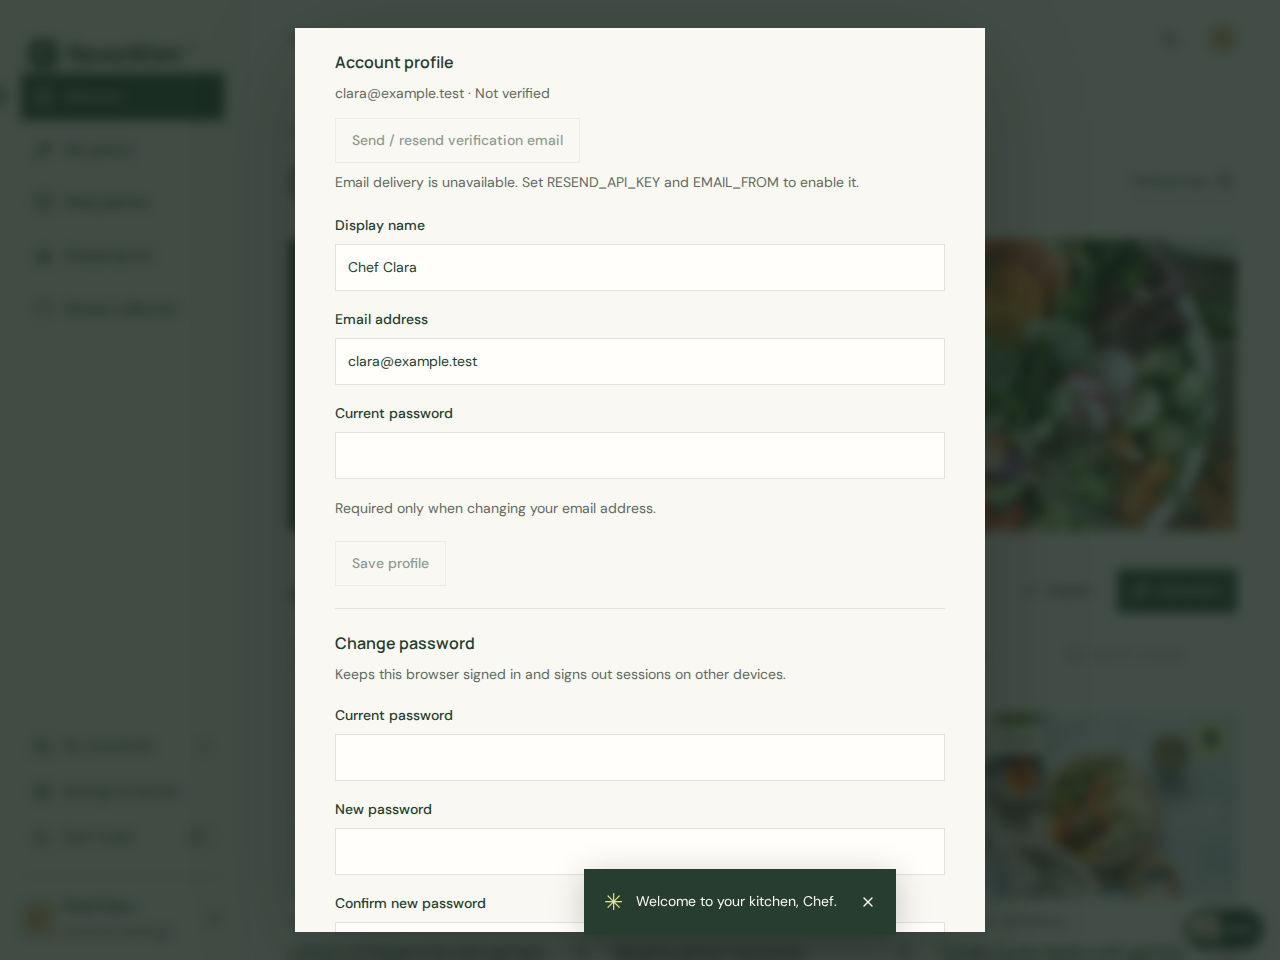 Account profile
clara@example.test · Not verified
Send / resend verification email
Email delivery is unavailable. Set RESEND_API_KEY and EMAIL_FROM to enable it.
Display name
Chef Clara
Email address
clara@example.test
Current password
Required only when changing your email address.
Save profile
Change password
Keeps this browser signed in and signs out sessions on other devices.
Current password
New password
Confirm new password
Welcome to your kitchen, Chef.